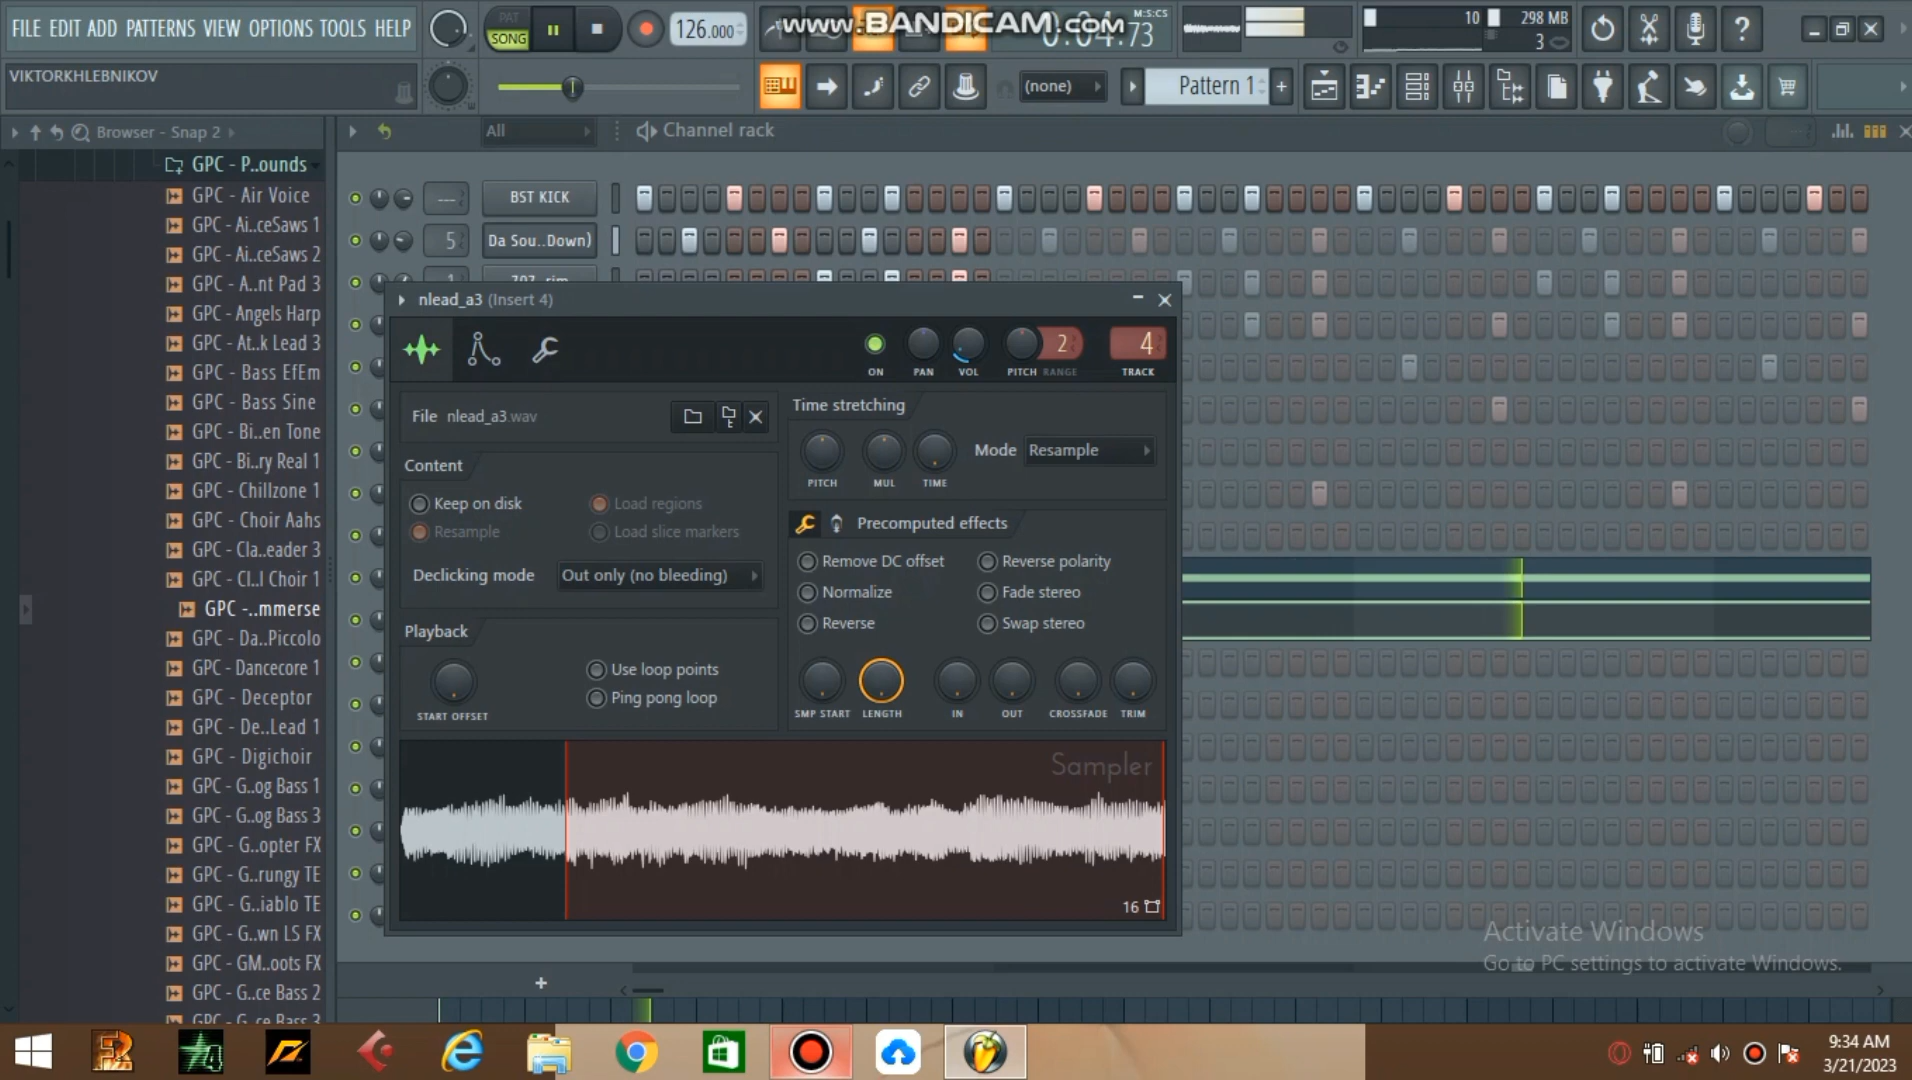 FILE EDIT ADD PATTERNS VIEW OPTIONS TOOLS HELP
PAT
SONG
126.000
www.BANDICAM.com
M:S:CS
0:04:73
10
298 MB
3
VIKTORKHLEBNIKOV
(none)
Pattern 1
+
Browser - Snap 2
All
Channel rack
GPC - P..ounds
GPC - Air Voice
GPC - Ai..ceSaws 1
GPC - Ai..ceSaws 2
GPC - A..nt Pad 3
GPC - Angels Harp
GPC - At..k Lead 3
GPC - Bass EfEm
GPC - Bass Sine
GPC - Bi..en Tone
GPC - Bi..ry Real 1
GPC - Chillzone 1
GPC - Choir Aahs
GPC - Cla..eader 3
GPC - Cl..l Choir 1
GPC -..mmerse
GPC - Da..Piccolo
GPC - Dancecore 1
GPC - Deceptor
GPC - De..Lead 1
GPC - Digichoir
GPC - G..og Bass 1
GPC - G..og Bass 3
GPC - G..opter FX
GPC - G..rungy TE
GPC - G..iablo TE
GPC - G..wn LS FX
GPC - GM..oots FX
GPC - G..ce Bass 2
GPC - G..ce Bass 3
---
BST KICK
5
Da Sou..Down)
1
707 rim
nlead_a3 (Insert 4)
ON
PAN
VOL
PITCH
2
RANGE
4
TRACK
File nlead_a3.wav
Content
Keep on disk
Load regions
Resample
Load slice markers
Declicking mode
Out only (no bleeding)
Playback
START OFFSET
Use loop points
Ping pong loop
Time stretching
PITCH
MUL
TIME
Mode
Resample
Precomputed effects
Remove DC offset
Reverse polarity
Normalize
Fade stereo
Reverse
Swap stereo
SMP START
LENGTH
IN
OUT
CROSSFADE
TRIM
Sampler
16
Activate Windows
Go to PC settings to activate Windows.
+
9:34 AM
3/21/2023